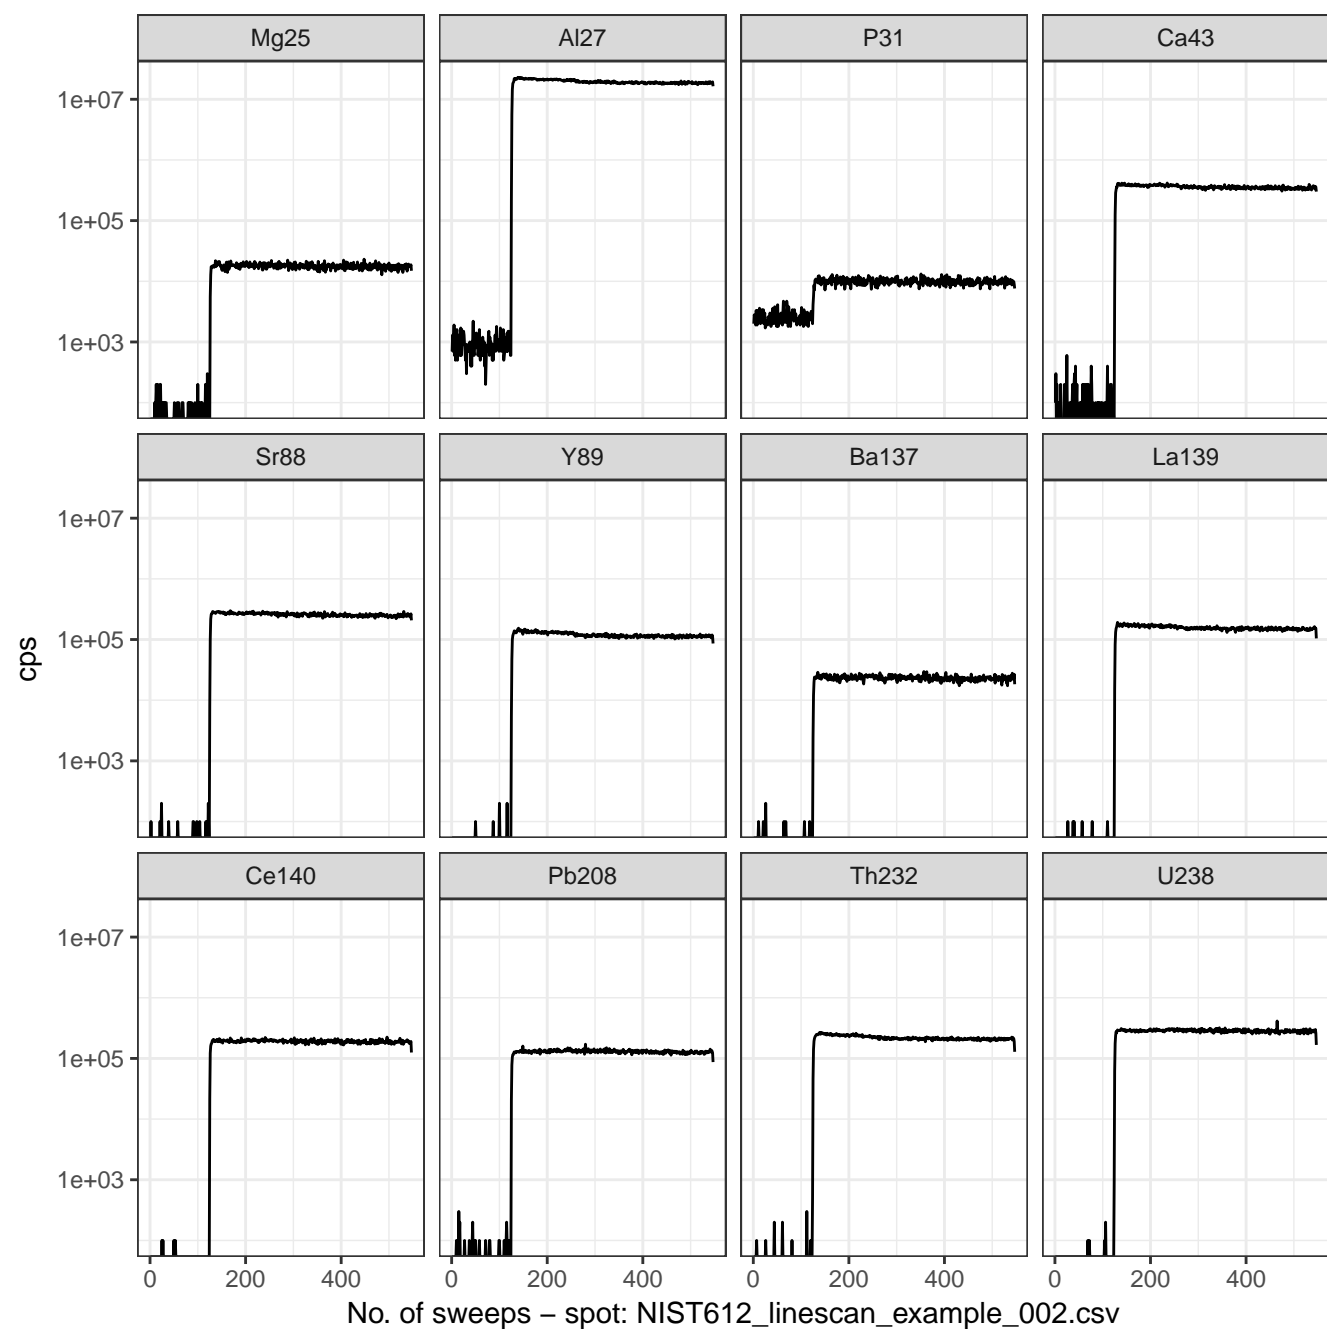 Mg25 Al27 P31 Ca43
1e+07
1e+05
1e+03
Sr88 Y89 Ba137 La139
1e+07
1e+05
1e+03
cps
Ce140 Pb208 Th232 U238
1e+07
1e+05
1e+03
0 200 400 0 200 400 0 200 400 0 200 400
No. of sweeps – spot: NIST612_linescan_example_002.csv